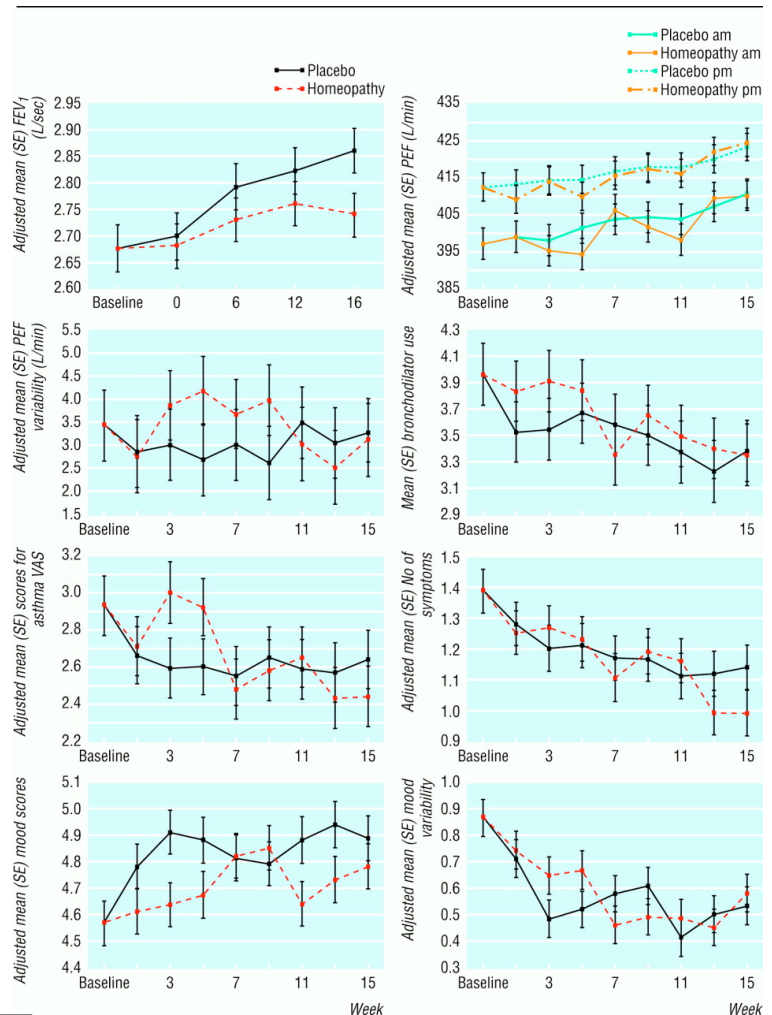 Placebo
Homeopathy
Placebo am
Homeopathy am
Placebo pm
Homeopathy pm
Adjusted mean (SE) FEV₁
(L/sec)
2.95
2.90
2.85
2.80
2.75
2.70
2.65
2.60
Baseline 0 6 12 16
Adjusted mean (SE) PEF (L/min)
435
425
415
405
395
385
Baseline 3 7 11 15
Adjusted mean (SE) PEF
variability (L/min)
5.5
5.0
4.5
4.0
3.5
3.0
2.5
2.0
1.5
Baseline 3 7 11 15
Mean (SE) bronchodilator use
4.3
4.1
3.9
3.7
3.5
3.3
3.1
2.9
Baseline 3 7 11 15
Adjusted mean (SE) scores for
asthma VAS
3.2
3.0
2.8
2.6
2.4
2.2
Baseline 3 7 11 15
Adjusted mean (SE) No of
symptoms
1.5
1.4
1.3
1.2
1.1
1.0
0.9
Baseline 3 7 11 15
Adjusted mean (SE) mood scores
5.1
5.0
4.9
4.8
4.7
4.6
4.5
4.4
Baseline 3 7 11 15
Week
Adjusted mean (SE) mood
variability
1.0
0.9
0.8
0.7
0.6
0.5
0.4
0.3
Baseline 3 7 11 15
Week